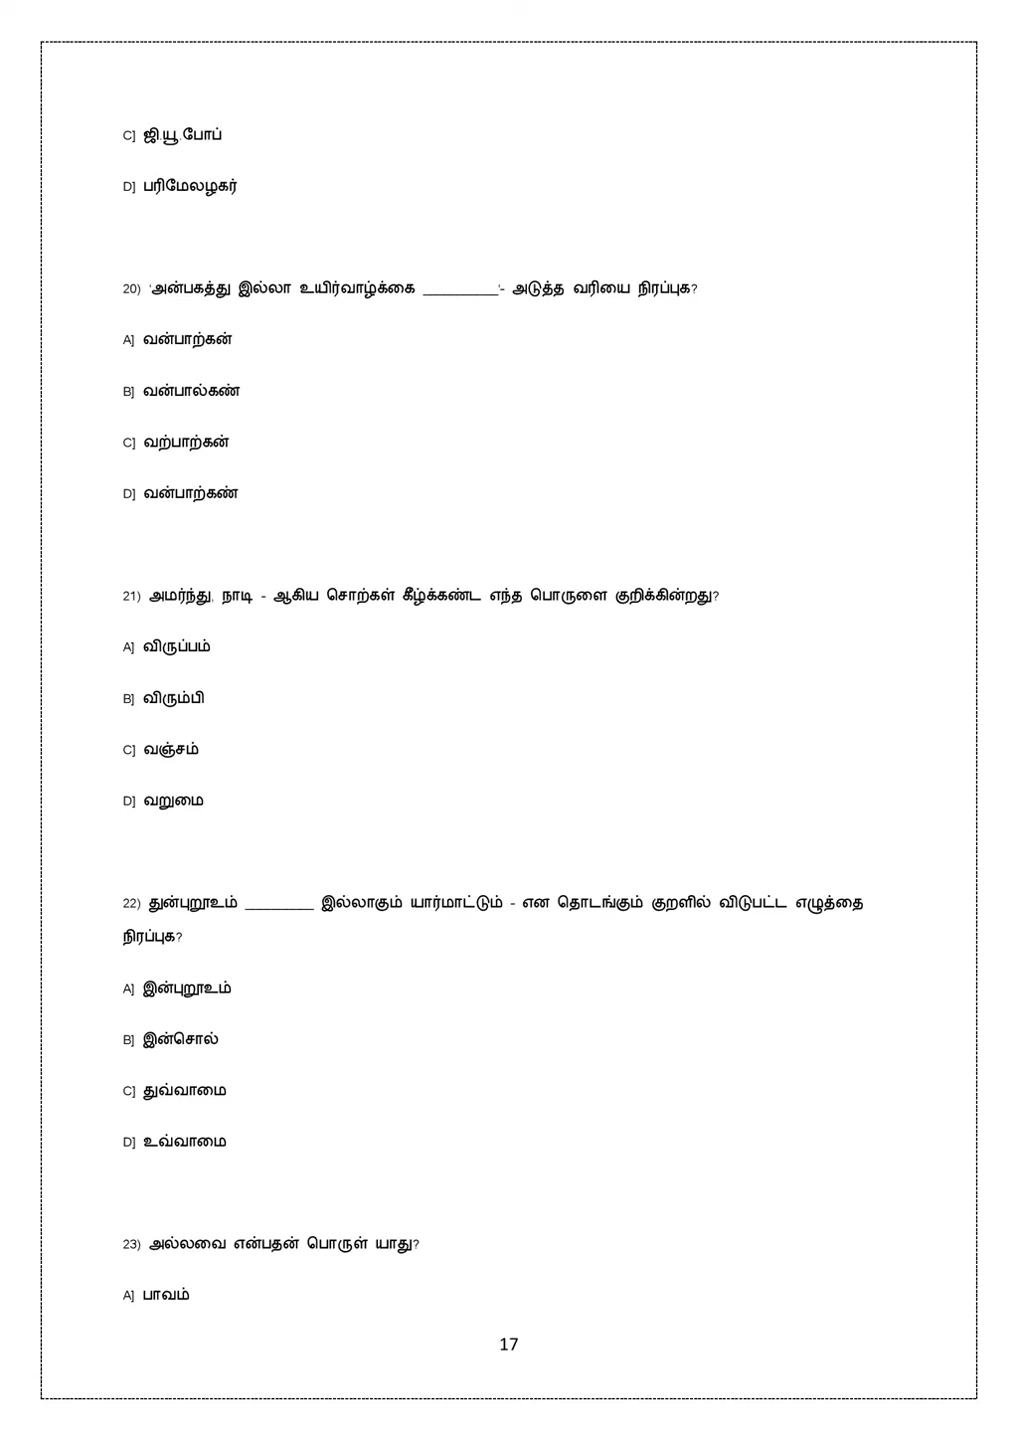 C] ஜி.யூ.போப்
D] பரிமேலழகர்
20) 'அன்பகத்து இல்லா உயிர்வாழ்க்கை __________'- அடுத்த வரியை நிரப்புக?
A] வன்பாற்கன்
B] வன்பால்கண்
C] வற்பாற்கன்
D] வன்பாற்கண்
21) அமர்ந்து, நாடி - ஆகிய சொற்கள் கீழ்க்கண்ட எந்த பொருளை குறிக்கின்றது?
A] விருப்பம்
B] விரும்பி
C] வஞ்சம்
D] வறுமை
22) துன்புறூஉம் _________ இல்லாகும் யார்மாட்டும் - என தொடங்கும் குறளில் விடுபட்ட எழுத்தை
நிரப்புக?
A] இன்புறூஉம்
B] இன்சொல்
C] துவ்வாமை
D] உவ்வாமை
23) அல்லவை என்பதன் பொருள் யாது?
A] பாவம்
17